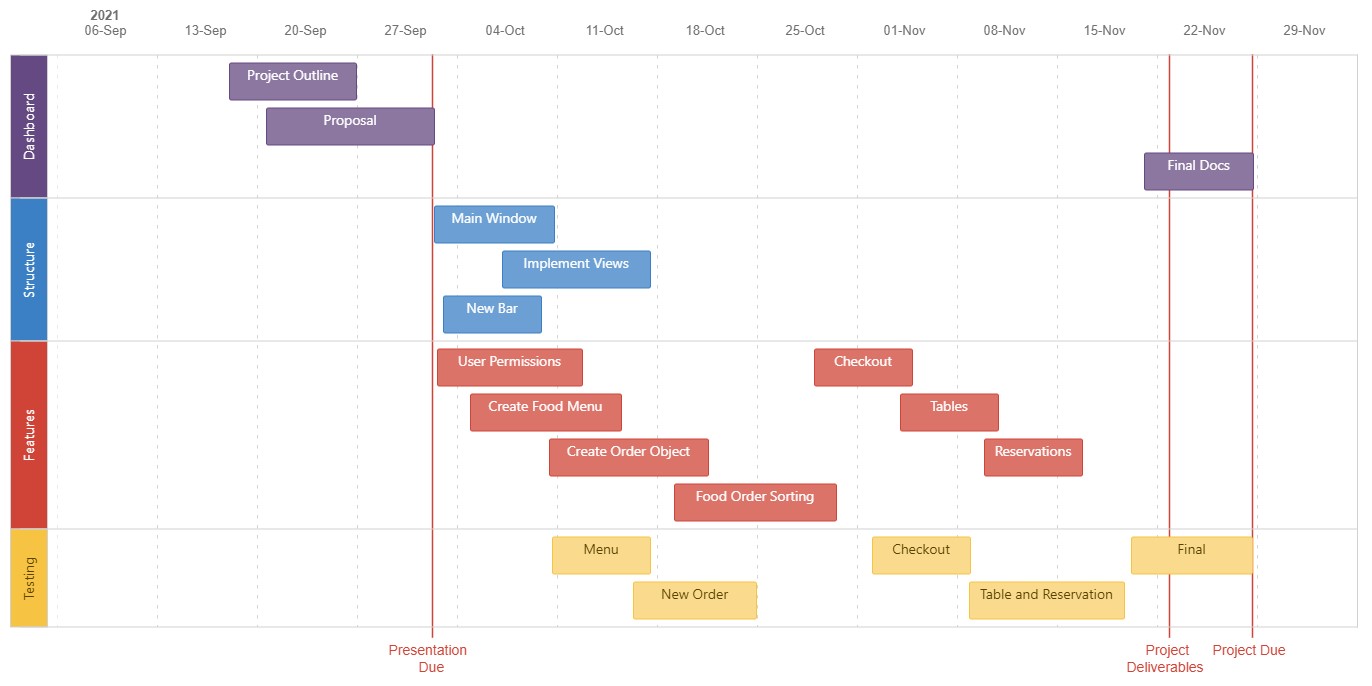 2021
06-Sep 13-Sep 20-Sep 27-Sep 04-Oct 11-Oct 18-Oct 25-Oct 01-Nov 08-Nov 15-Nov 22-Nov 29-Nov
Dashboard
Project Outline
Proposal
Final Docs
Structure
Main Window
Implement Views
New Bar
Features
User Permissions Checkout
Create Food Menu Tables
Create Order Object Reservations
Food Order Sorting
Testing
Menu Checkout Final
New Order Table and Reservation
Presentation
Due
Project
Deliverables
Project Due